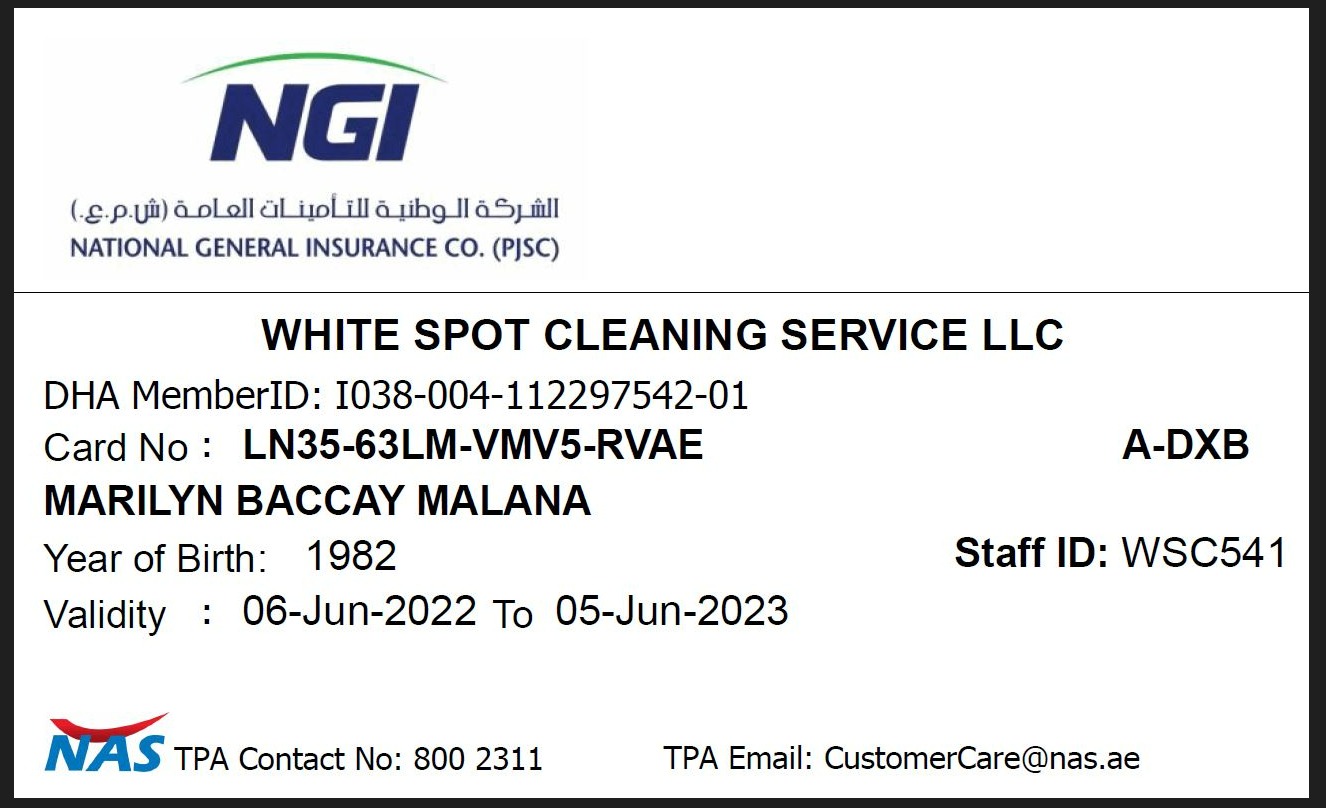 NGI
الشركة الوطنية للتأمينات العامة (ش.م.ع.)
NATIONAL GENERAL INSURANCE CO. (PJSC)
WHITE SPOT CLEANING SERVICE LLC
DHA MemberID: I038-004-112297542-01
Card No : LN35-63LM-VMV5-RVAE A-DXB
MARILYN BACCAY MALANA
Year of Birth: 1982 Staff ID: WSC541
Validity : 06-Jun-2022 To 05-Jun-2023
NAS TPA Contact No: 800 2311 TPA Email: CustomerCare@nas.ae